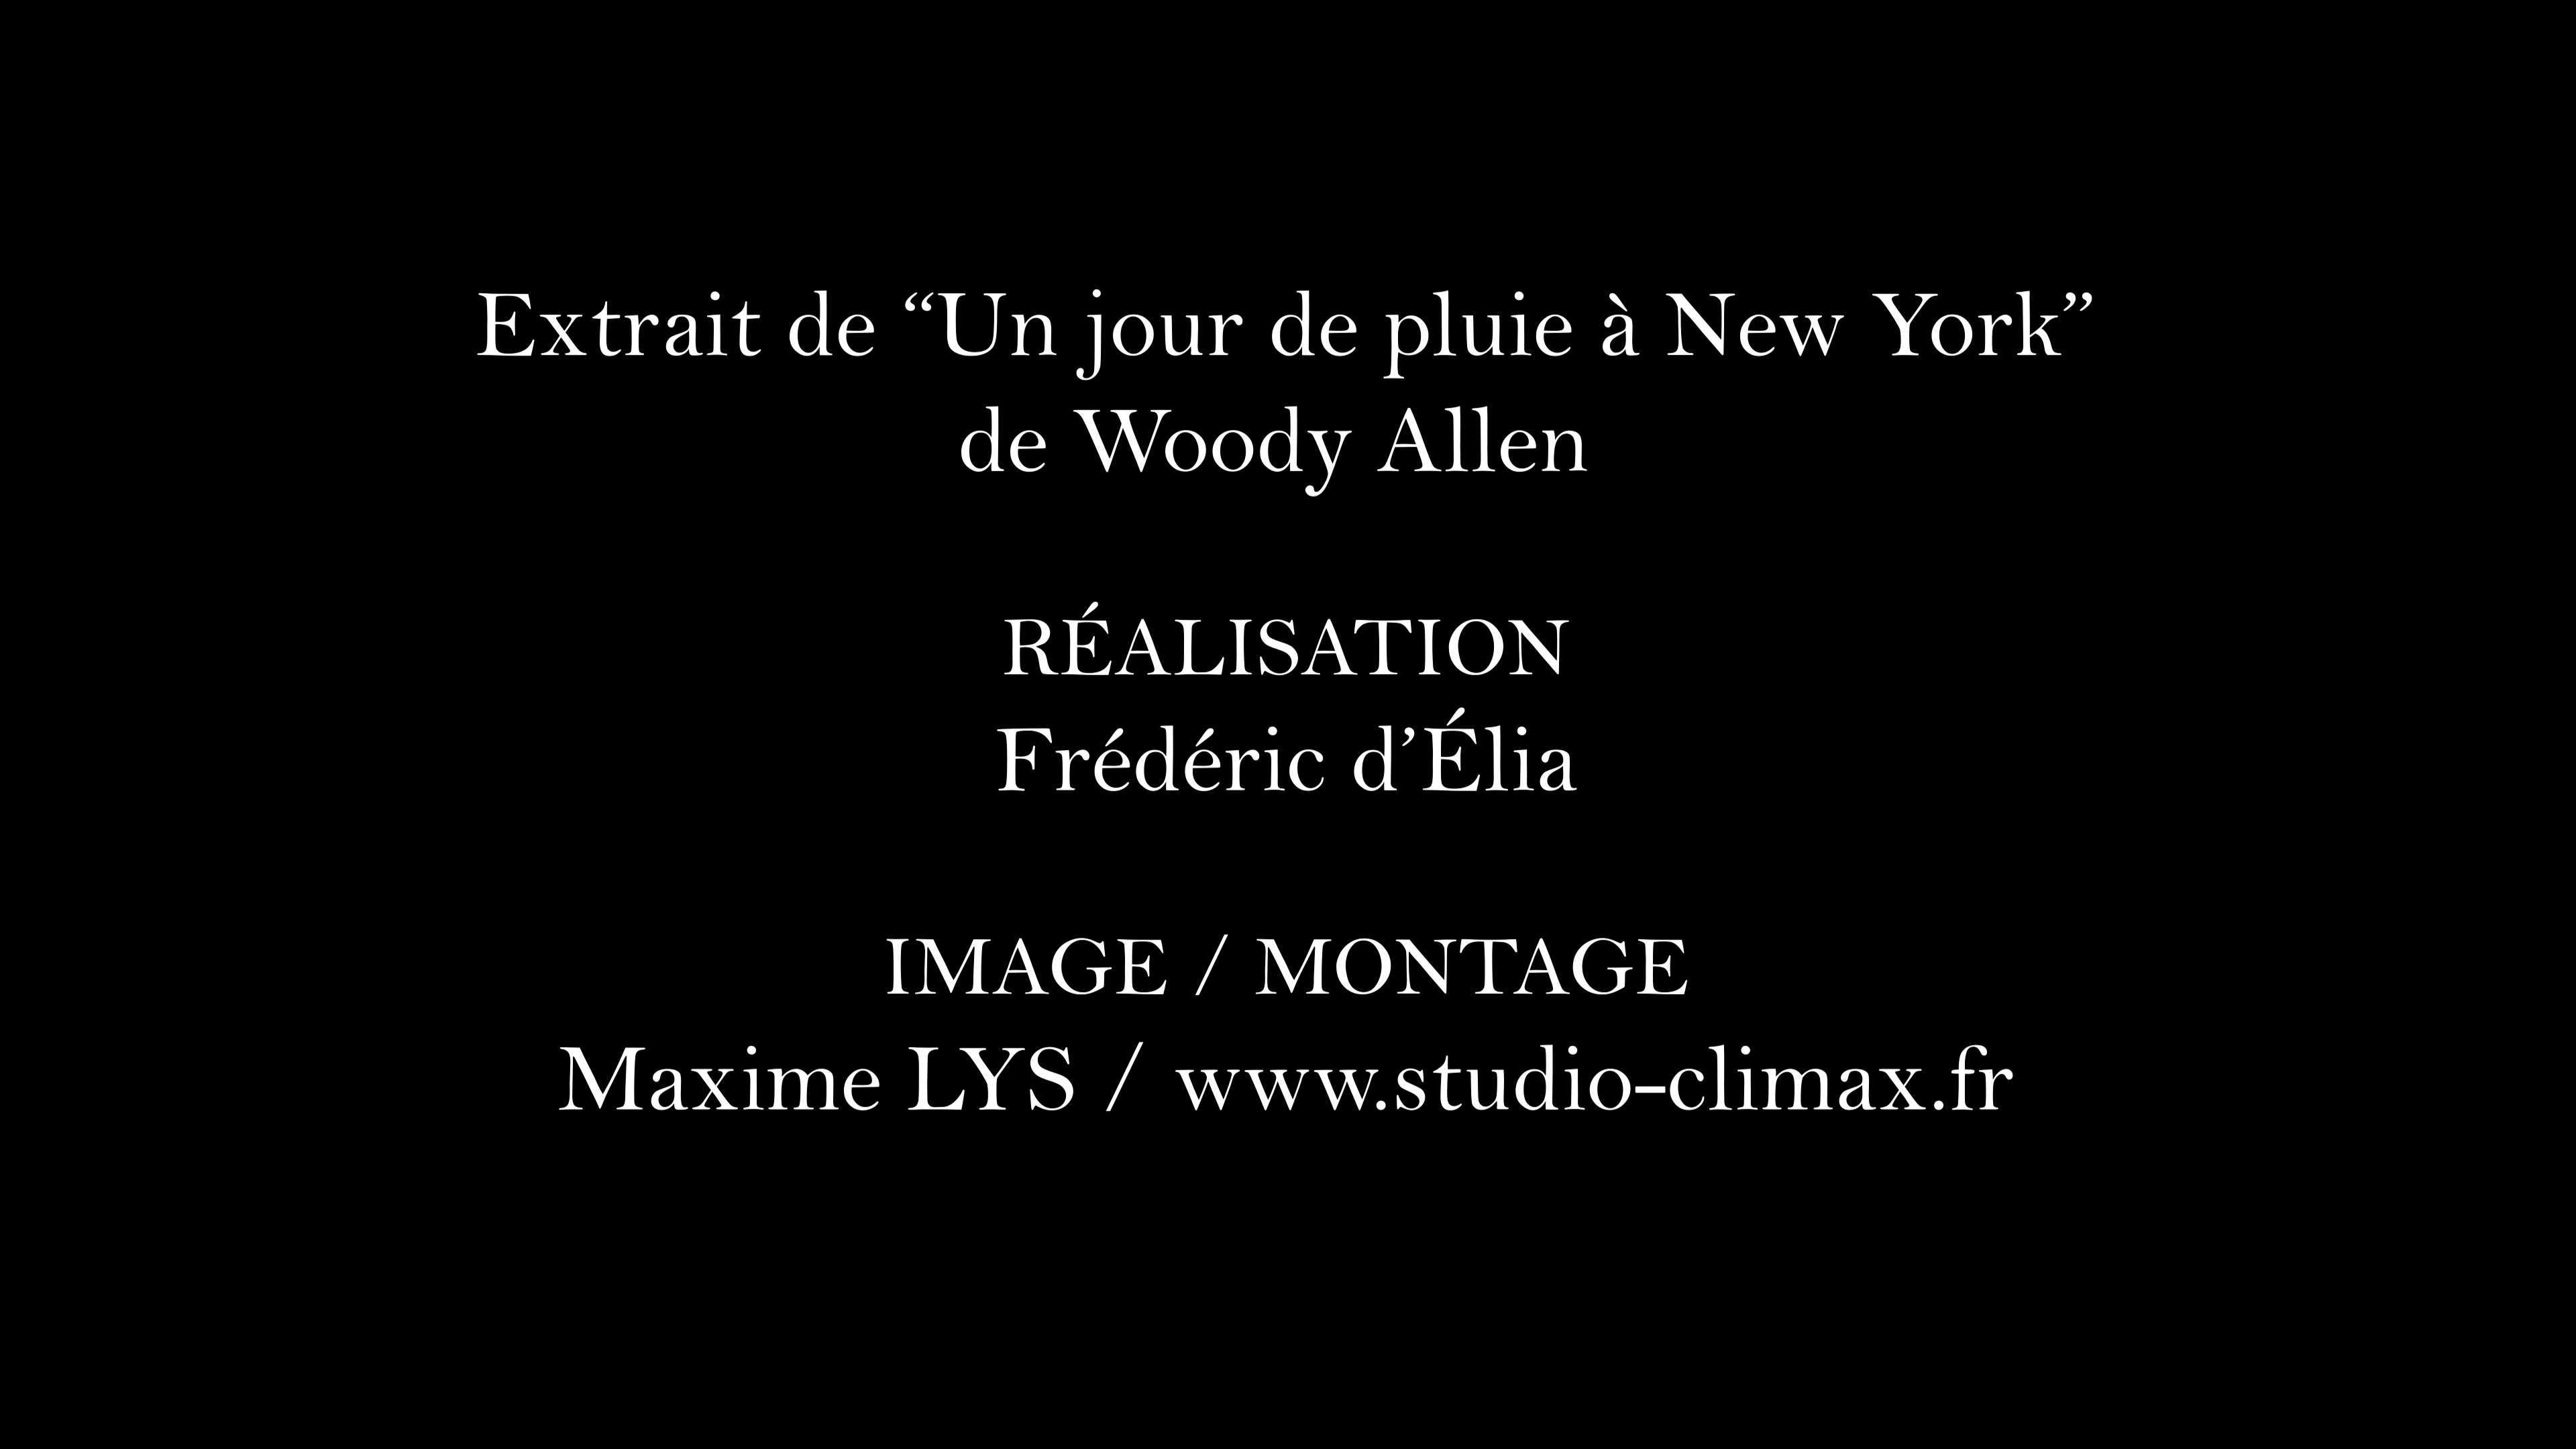 Extrait de “Un jour de pluie à New York”
de Woody Allen
RÉALISATION
Frédéric d’Élia
IMAGE / MONTAGE
Maxime LYS / www.studio-climax.fr